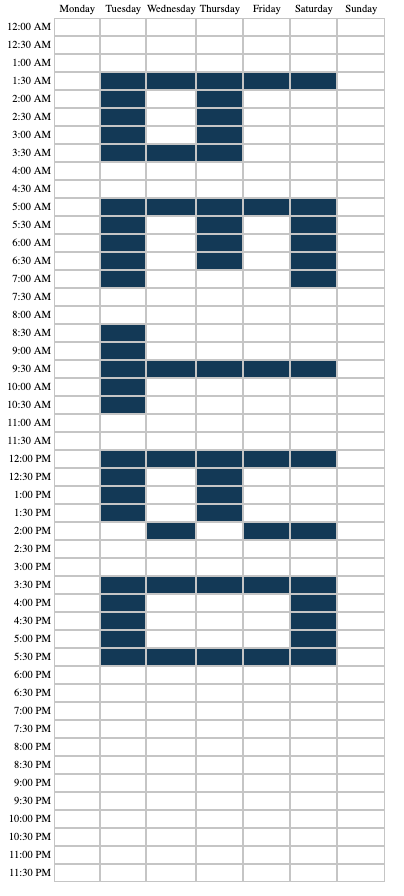 Monday Tuesday Wednesday Thursday Friday Saturday Sunday
12:00 AM
12:30 AM
1:00 AM
1:30 AM
2:00 AM
2:30 AM
3:00 AM
3:30 AM
4:00 AM
4:30 AM
5:00 AM
5:30 AM
6:00 AM
6:30 AM
7:00 AM
7:30 AM
8:00 AM
8:30 AM
9:00 AM
9:30 AM
10:00 AM
10:30 AM
11:00 AM
11:30 AM
12:00 PM
12:30 PM
1:00 PM
1:30 PM
2:00 PM
2:30 PM
3:00 PM
3:30 PM
4:00 PM
4:30 PM
5:00 PM
5:30 PM
6:00 PM
6:30 PM
7:00 PM
7:30 PM
8:00 PM
8:30 PM
9:00 PM
9:30 PM
10:00 PM
10:30 PM
11:00 PM
11:30 PM
PETRO